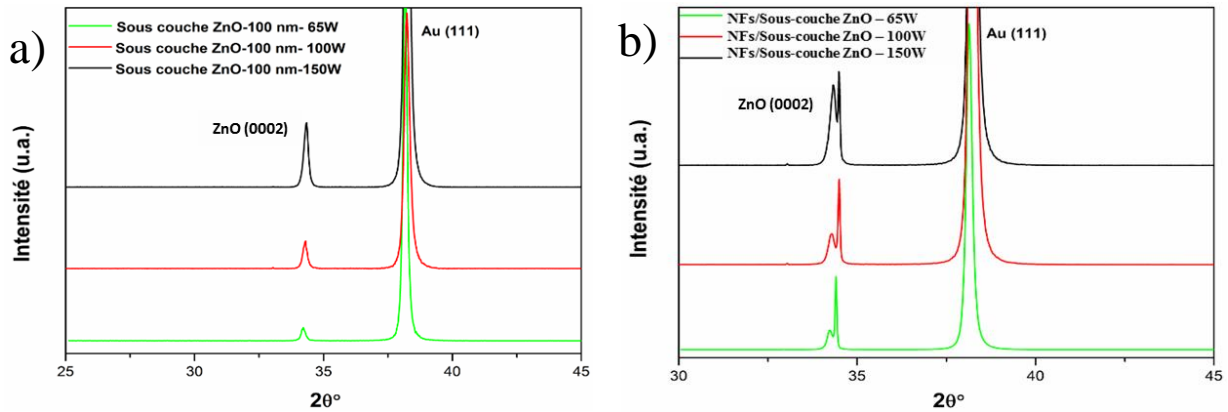 a)
Sous couche ZnO-100 nm- 65W
Sous couche ZnO-100 nm- 100W
Sous couche ZnO-100 nm-150W
Au (111)
ZnO (0002)
Intensité (u.a.)
25 30 35 40 45
2θ°
b)
NFs/Sous-couche ZnO – 65W
NFs/Sous-couche ZnO – 100W
NFs/Sous-couche ZnO – 150W
Au (111)
ZnO (0002)
Intensité (u.a.)
30 35 40 45
2θ°